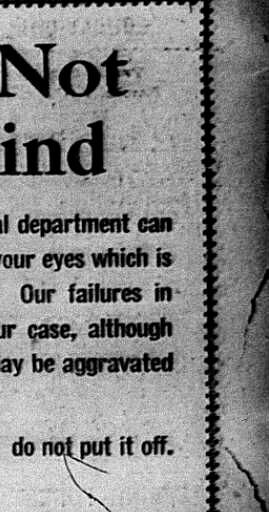 Not
ind
al department can
your eyes which is
Our failures in
ur case, although
ay be aggravated
do not put it off.